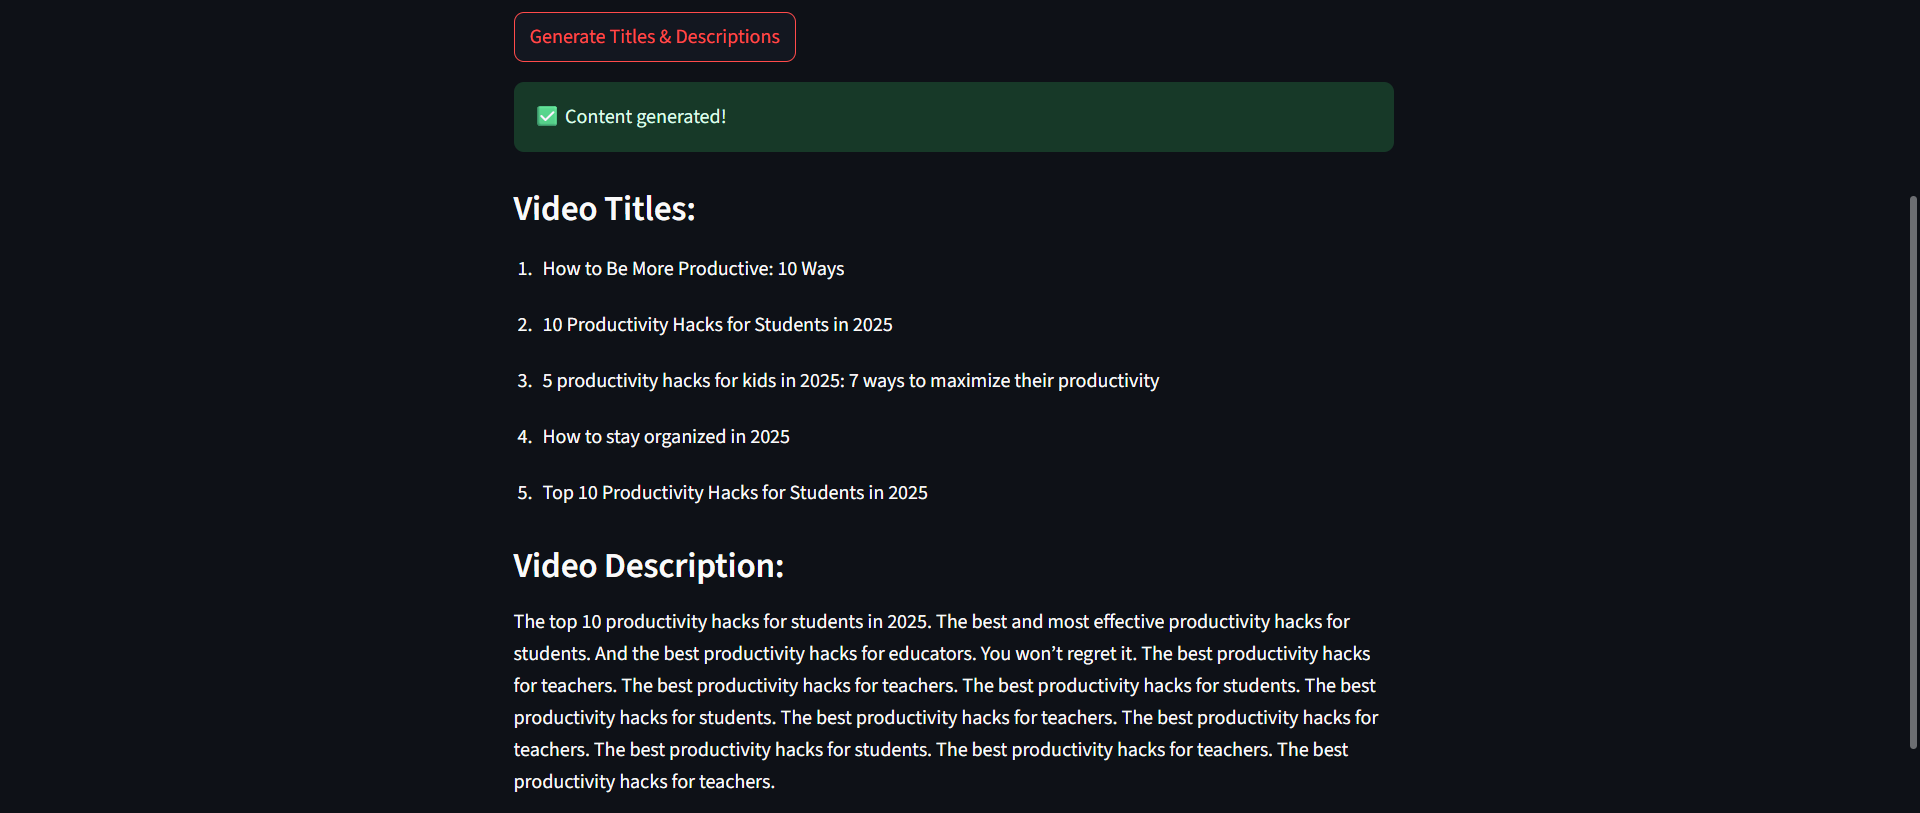 Generate Titles & Descriptions
✅ Content generated!
Video Titles:
1. How to Be More Productive: 10 Ways
2. 10 Productivity Hacks for Students in 2025
3. 5 productivity hacks for kids in 2025: 7 ways to maximize their productivity
4. How to stay organized in 2025
5. Top 10 Productivity Hacks for Students in 2025
Video Description:
The top 10 productivity hacks for students in 2025. The best and most effective productivity hacks for
students. And the best productivity hacks for educators. You won’t regret it. The best productivity hacks
for teachers. The best productivity hacks for teachers. The best productivity hacks for students. The best
productivity hacks for students. The best productivity hacks for teachers. The best productivity hacks for
teachers. The best productivity hacks for students. The best productivity hacks for teachers. The best
productivity hacks for teachers.